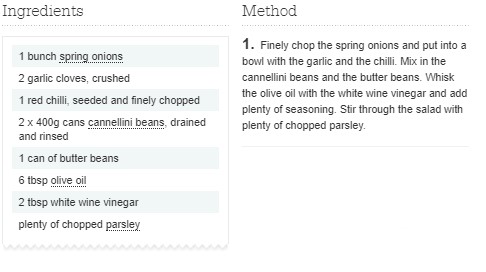 Ingredients
1 bunch spring onions
2 garlic cloves, crushed
1 red chilli, seeded and finely chopped
2 x 400g cans cannellini beans, drained
and rinsed
1 can of butter beans
6 tbsp olive oil
2 tbsp white wine vinegar
plenty of chopped parsley
Method
1. Finely chop the spring onions and put into a
bowl with the garlic and the chilli. Mix in the
cannellini beans and the butter beans. Whisk
the olive oil with the white wine vinegar and add
plenty of seasoning. Stir through the salad with
plenty of chopped parsley.